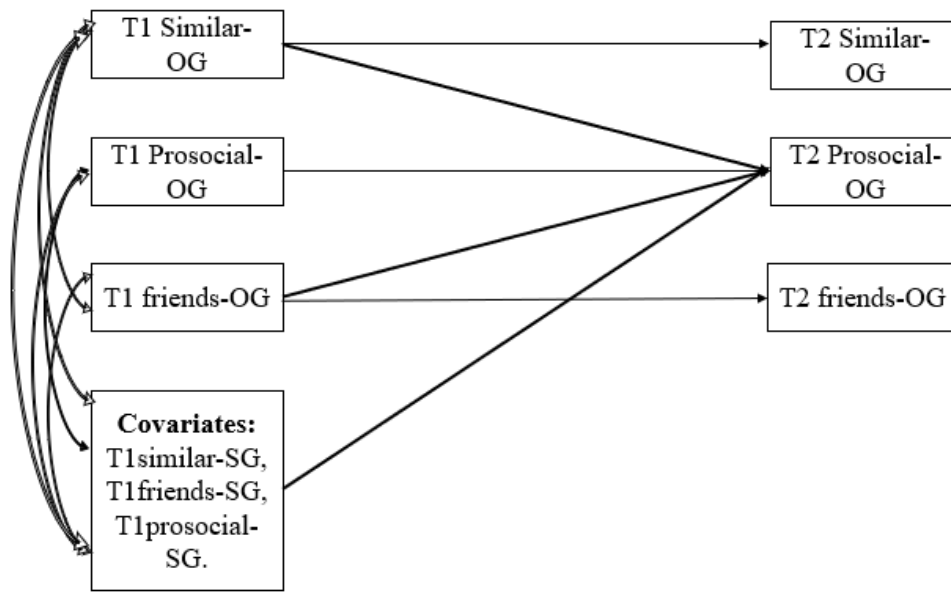 T1 Similar-
OG
T2 Similar-
OG
T1 Prosocial-
OG
T2 Prosocial-
OG
T1 friends-OG
T2 friends-OG
Covariates:
T1similar-SG,
T1friends-SG,
T1prosocial-
SG.